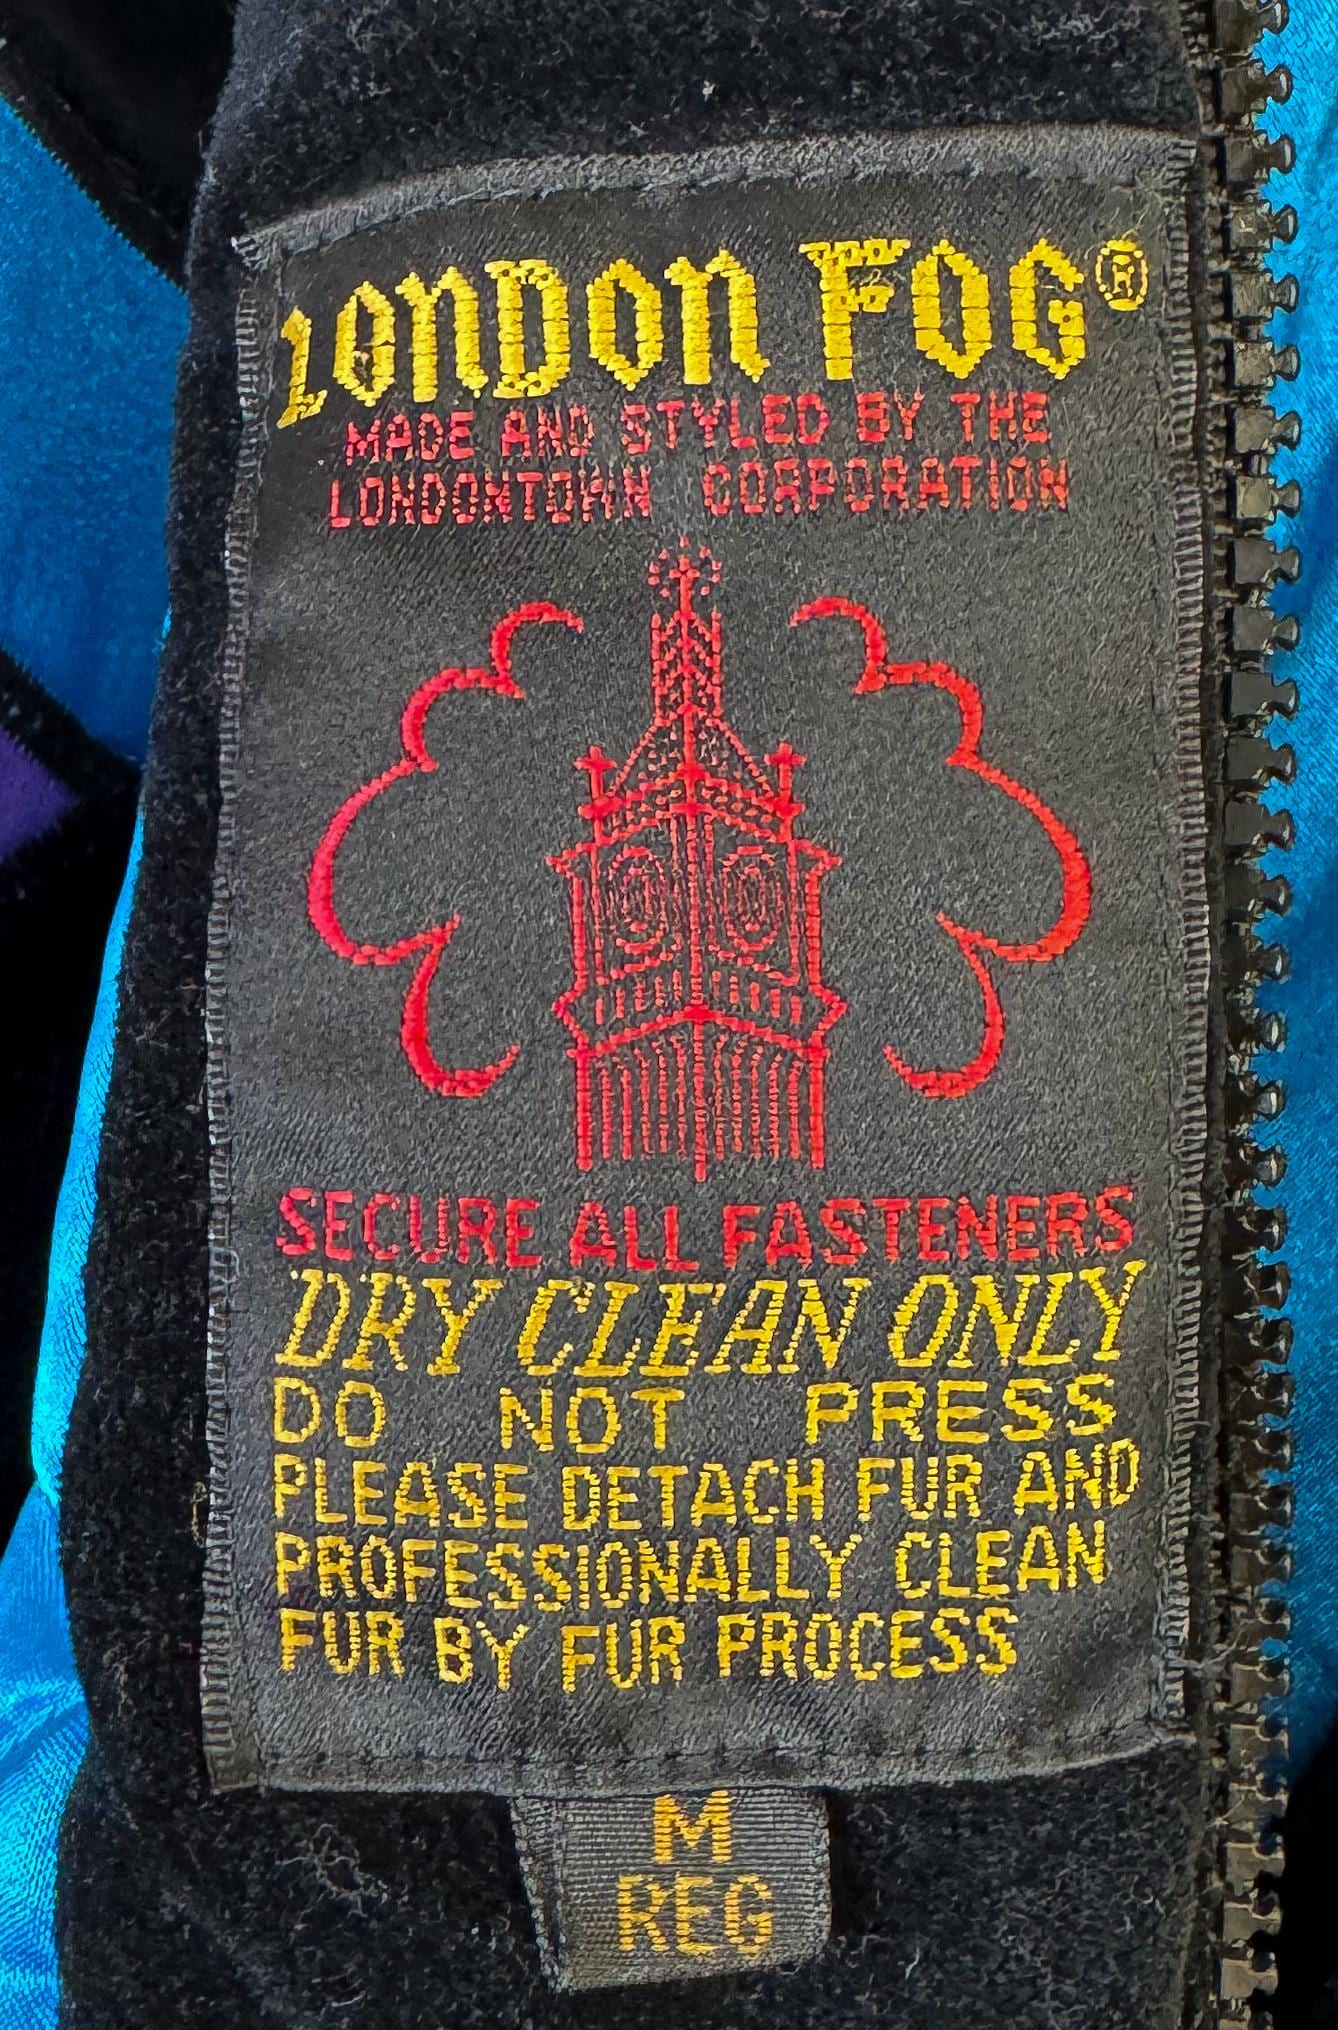 LONDON FOG®
MADE AND STYLED BY THE
LONDONTOWN CORPORATION
SECURE ALL FASTENERS
DRY CLEAN ONLY
DO NOT PRESS
PLEASE DETACH FUR AND
PROFESSIONALLY CLEAN
FUR BY FUR PROCESS
M
REG